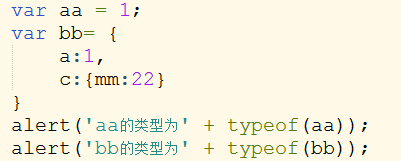 var aa = 1;
var bb= {
    a:1,
    c:{mm:22}
}
alert('aa的类型为' + typeof(aa));
alert('bb的类型为' + typeof(bb));